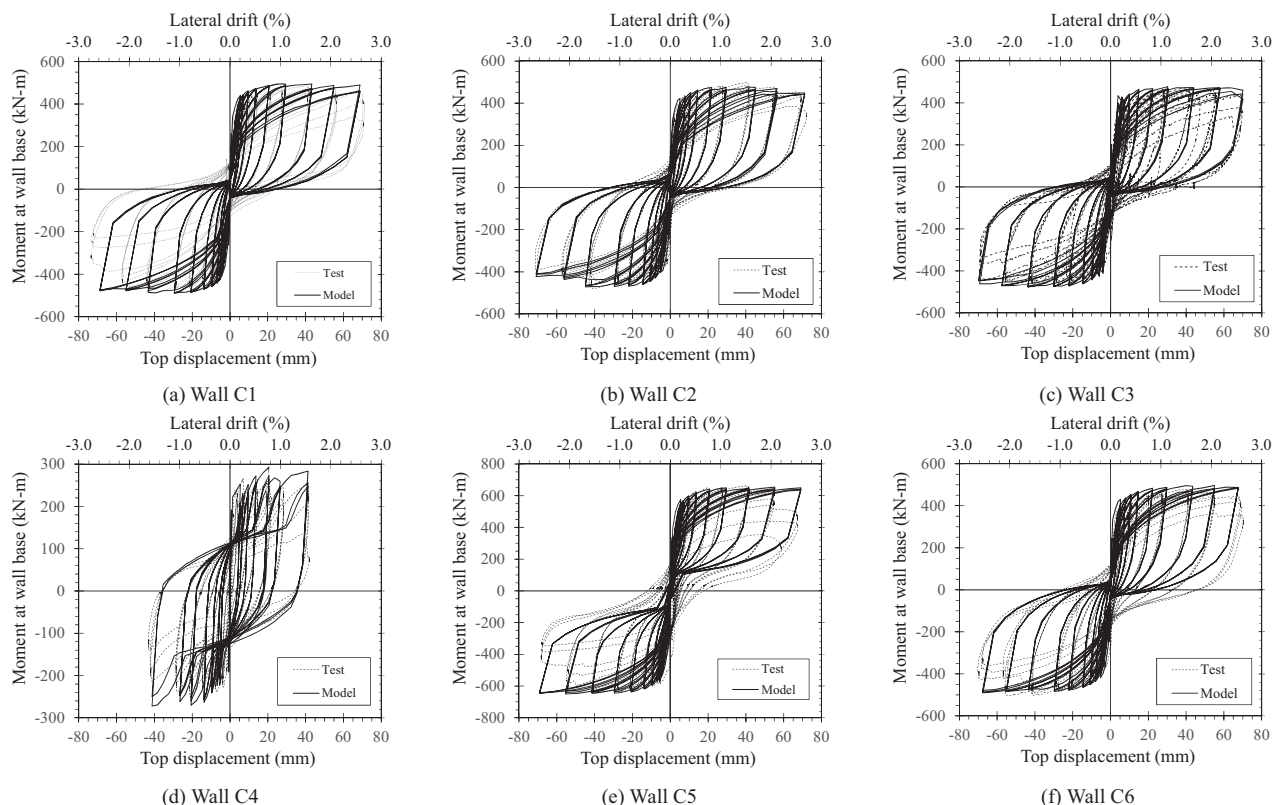 Lateral drift (%)
-3.0 -2.0 -1.0 0.0 1.0 2.0 3.0
600
400
200
0
-200
-400
-600
Moment at wall base (kN-m)
Test
Model
-80 -60 -40 -20 0 20 40 60 80
Top displacement (mm)
(a) Wall C1
Lateral drift (%)
-3.0 -2.0 -1.0 0.0 1.0 2.0 3.0
600
400
200
0
-200
-400
-600
Moment at wall base (kN-m)
Test
Model
-80 -60 -40 -20 0 20 40 60 80
Top displacement (mm)
(b) Wall C2
Lateral drift (%)
-3.0 -2.0 -1.0 0.0 1.0 2.0 3.0
600
400
200
0
-200
-400
-600
Moment at wall base (kN-m)
Test
Model
-80 -60 -40 -20 0 20 40 60 80
Top displacement (mm)
(c) Wall C3
Lateral drift (%)
-3.0 -2.0 -1.0 0.0 1.0 2.0 3.0
300
200
100
0
-100
-200
-300
Moment at wall base (kN-m)
Test
Model
-80 -60 -40 -20 0 20 40 60 80
Top displacement (mm)
(d) Wall C4
Lateral drift (%)
-3.0 -2.0 -1.0 0.0 1.0 2.0 3.0
800
600
400
200
0
-200
-400
-600
-800
Moment at wall base (kN-m)
Test
Model
-80 -60 -40 -20 0 20 40 60 80
Top displacement (mm)
(e) Wall C5
Lateral drift (%)
-3.0 -2.0 -1.0 0.0 1.0 2.0 3.0
600
400
200
0
-200
-400
-600
Moment at wall base (kN-m)
Test
Model
-80 -60 -40 -20 0 20 40 60 80
Top displacement (mm)
(f) Wall C6